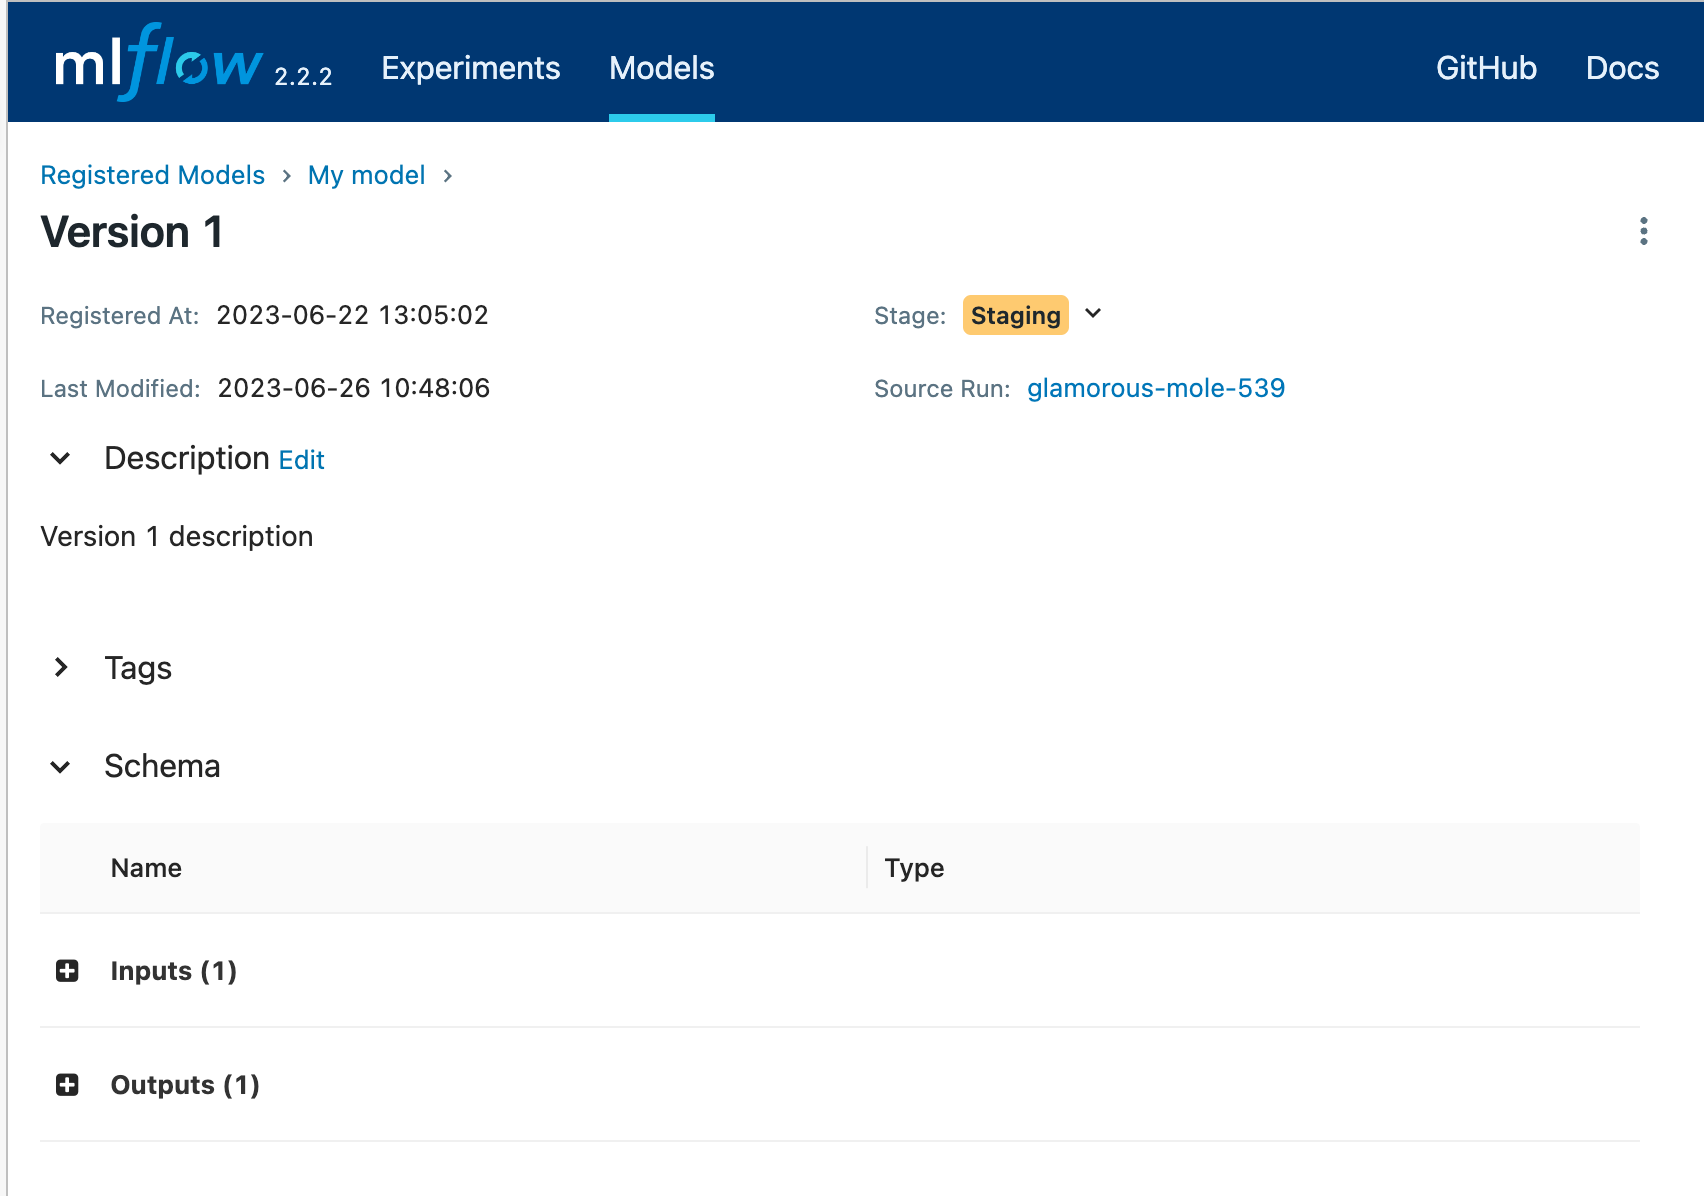 mlflow 2.2.2 Experiments Models GitHub Docs
Registered Models > My model >
Version 1
Registered At: 2023-06-22 13:05:02 Stage: Staging
Last Modified: 2023-06-26 10:48:06 Source Run: glamorous-mole-539
Description Edit
Version 1 description
Tags
Schema
Name Type
Inputs (1)
Outputs (1)